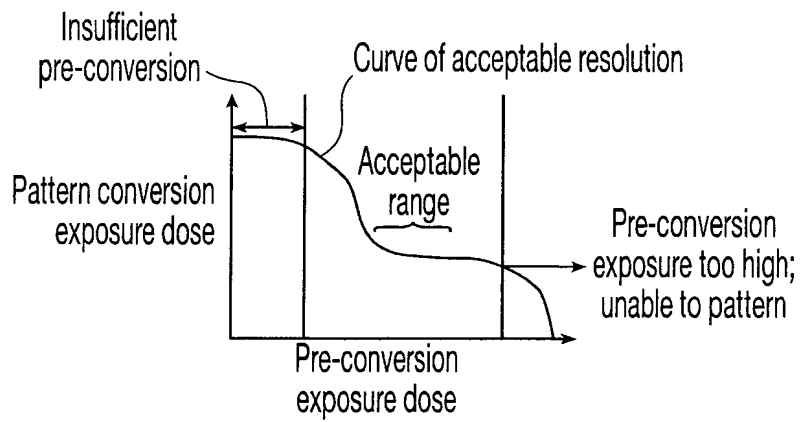 Insufficient
pre-conversion
Curve of acceptable resolution
Acceptable
range
Pattern conversion
exposure dose
Pre-conversion
exposure too high;
unable to pattern
Pre-conversion
exposure dose